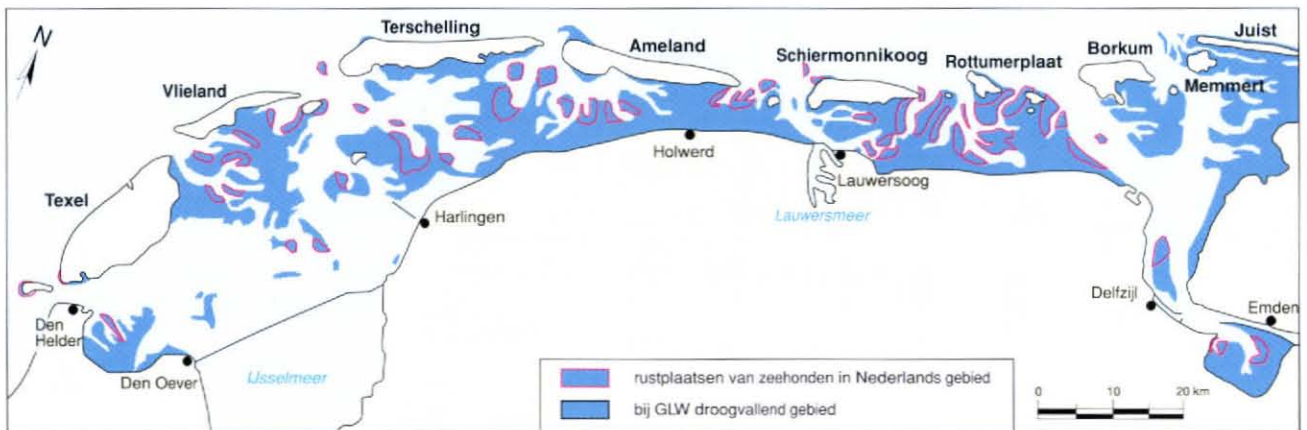 N
Terschelling
Ameland
Schiermonnikoog
Rottumerplaat
Borkum
Juist
Memmert
Vlieland
Texel
Holwerd
Lauwersoog
Lauwersmeer
Harlingen
Den
Helder
Den Oever
IJsselmeer
Delfzijl
Emden
rustplaatsen van zeehonden in Nederlands gebied
bij GLW droogvallend gebied
0 10 20 km